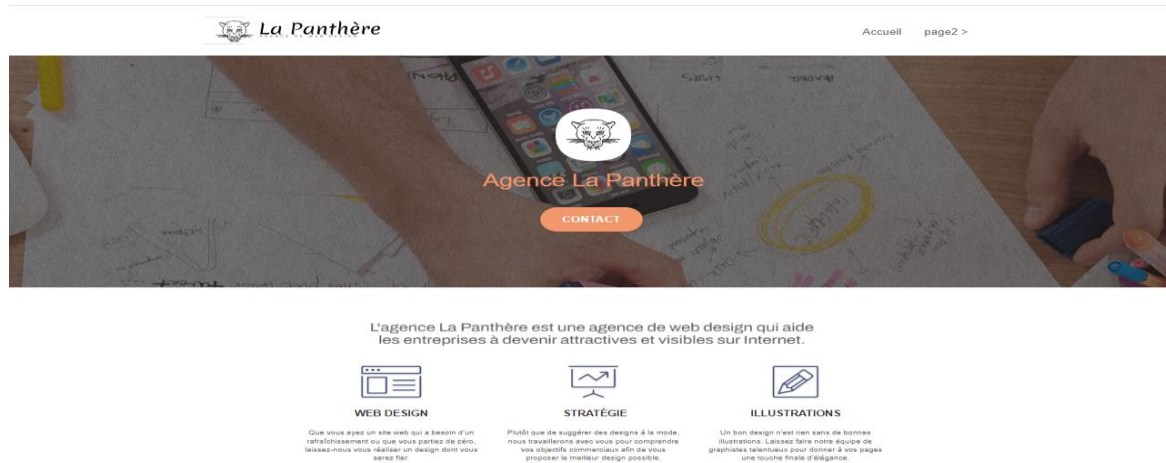 La Panthère
AGENCE DE WEB DESIGN
Accueil page2 >
Agence La Panthère
CONTACT
L'agence La Panthère est une agence de web design qui aide
les entreprises à devenir attractives et visibles sur Internet.
WEB DESIGN
Que vous ayez un site web qui a besoin d'un
rafraîchissement ou que vous partiez de zéro,
laissez-nous vous réaliser un design dont vous
serez fier.
STRATÉGIE
Plutôt que de suggérer des designs à la mode,
nous travaillerons avec vous pour comprendre
vos objectifs commerciaux afin de vous
proposer le meilleur design possible.
ILLUSTRATIONS
Un bon design n'est rien sans de bonnes
illustrations. Laissez faire notre équipe de
graphistes talentueux pour donner à vos pages
une touche finale d'élégance.